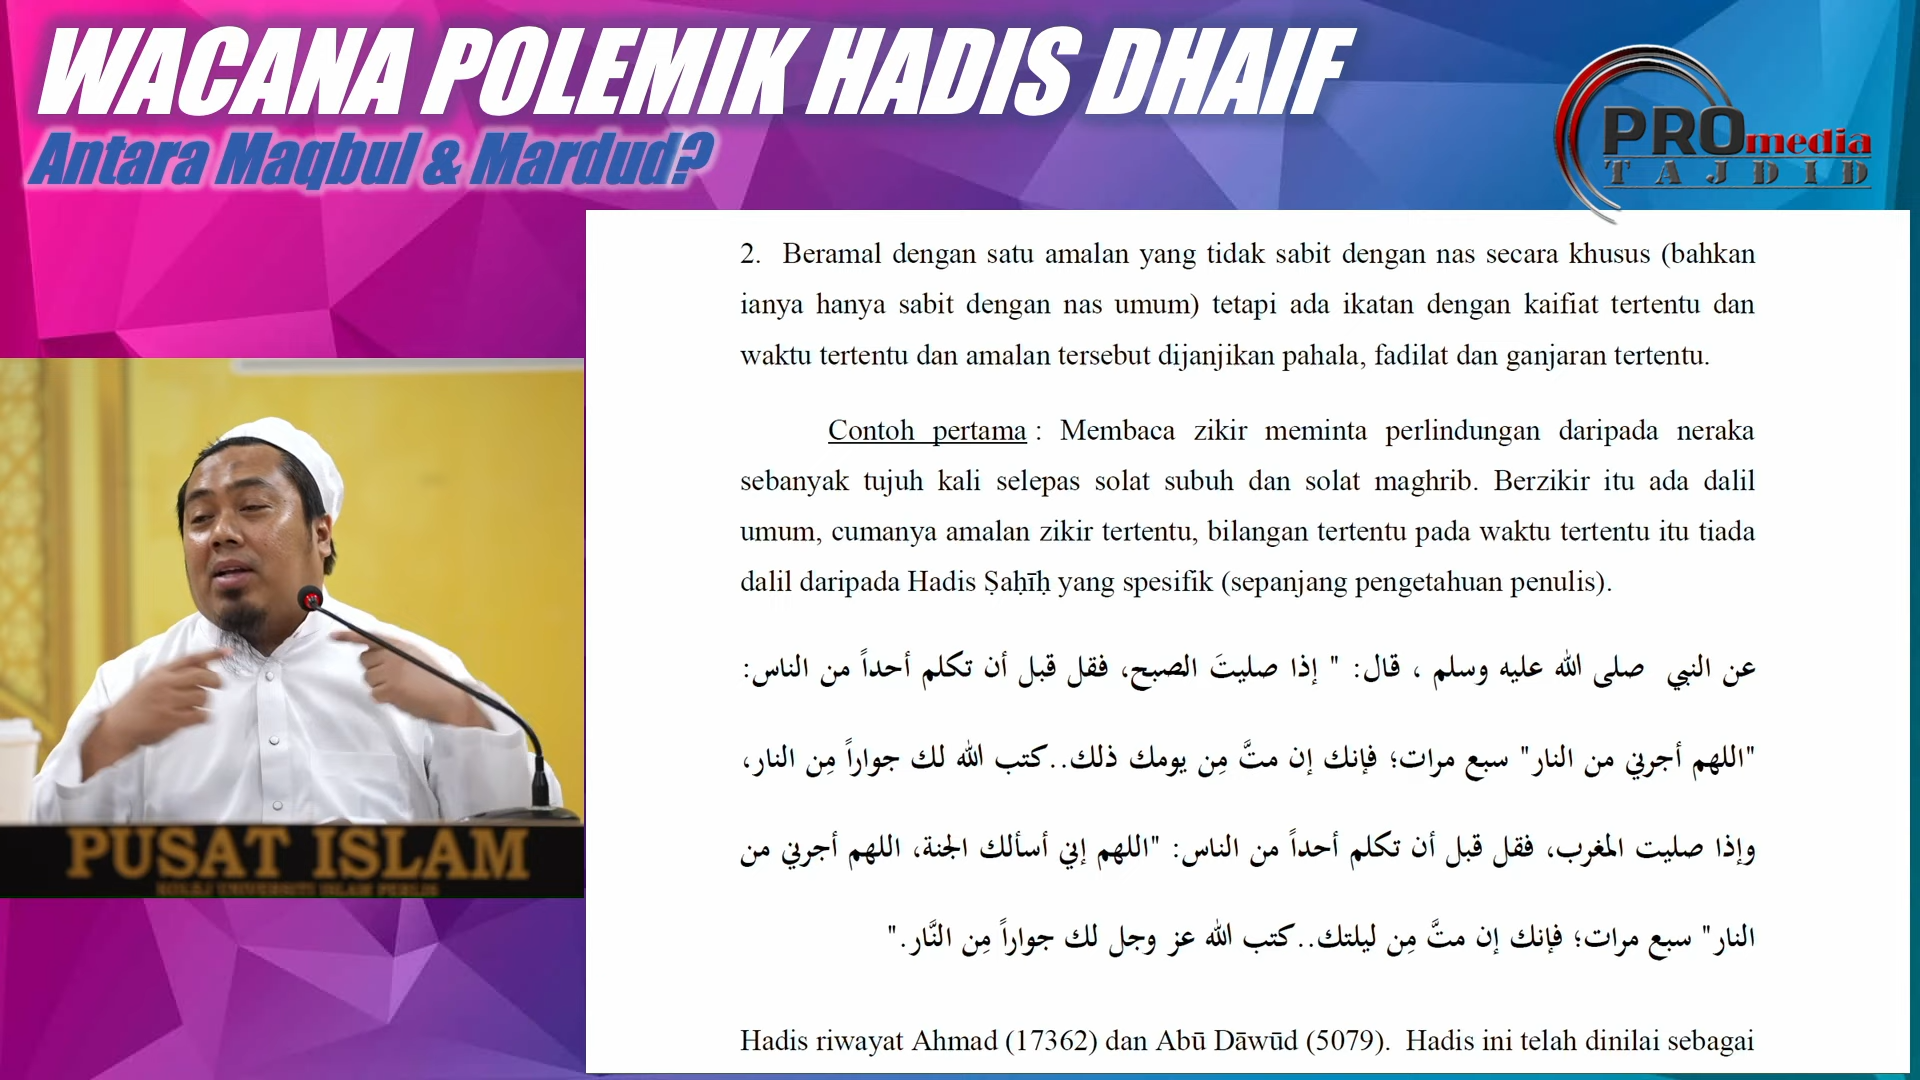 WACANA POLEMIK HADIS DHAIF
Antara Maqbul & Mardud?
PROmedia
TAJDID
2. Beramal dengan satu amalan yang tidak sabit dengan nas secara khusus (bahkan
ianya hanya sabit dengan nas umum) tetapi ada ikatan dengan kaifiat tertentu dan
waktu tertentu dan amalan tersebut dijanjikan pahala, fadilat dan ganjaran tertentu.
Contoh pertama : Membaca zikir meminta perlindungan daripada neraka
sebanyak tujuh kali selepas solat subuh dan solat maghrib. Berzikir itu ada dalil
umum, cumanya amalan zikir tertentu, bilangan tertentu pada waktu tertentu itu tiada
dalil daripada Hadis Ṣaḥīḥ yang spesifik (sepanjang pengetahuan penulis).
عن النبي صلى الله عليه وسلم ، قال: " إذا صليتَ الصبح، فقل قبل أن تكلم أحداً من الناس:
"اللهم أجرني من النار" سبع مرات؛ فإنك إن متَّ مِن يومك ذلك..كتب الله لك جواراً مِن النار،
وإذا صليت المغرب، فقل قبل أن تكلم أحداً من الناس: "اللهم إني أسألك الجنة، اللهم أجرني من
النار" سبع مرات؛ فإنك إن متَّ مِن ليلتك..كتب الله عز وجل لك جواراً مِن النَّار."
Hadis riwayat Ahmad (17362) dan Abū Dāwūd (5079). Hadis ini telah dinilai sebagai
PUSAT ISLAM
KOLEJ UNIVERSITI ISLAM PERLIS